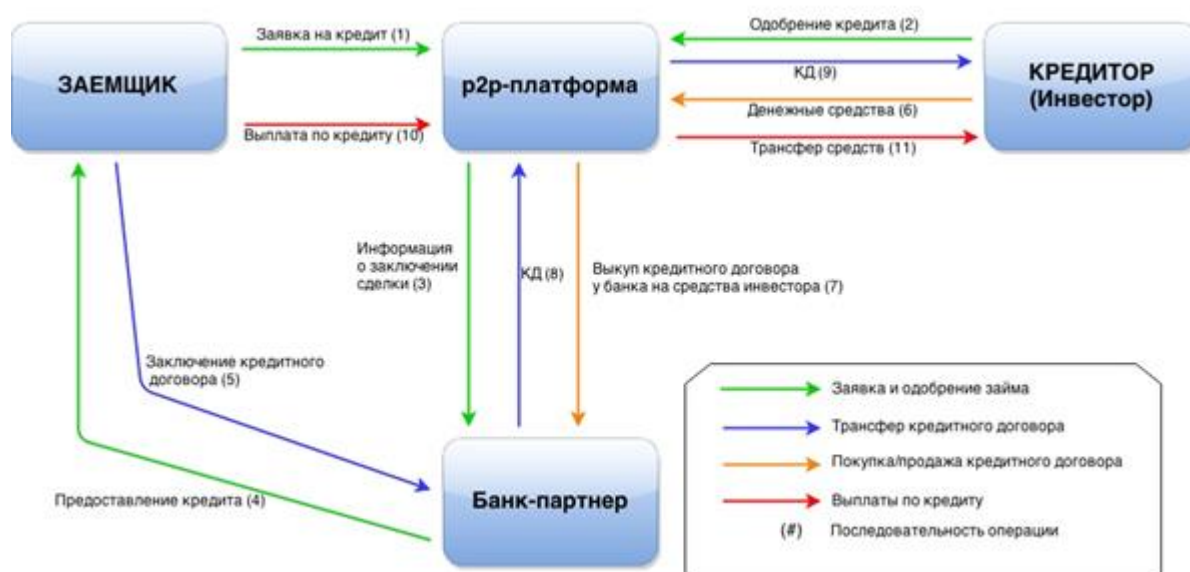 ЗАЕМЩИК
Заявка на кредит (1)
Выплата по кредиту (10)
p2p-платформа
Одобрение кредита (2)
КД (9)
Денежные средства (6)
Трансфер средств (11)
КРЕДИТОР
(Инвестор)
Информация
о заключении
сделки (3)
КД (8)
Выкуп кредитного договора
у банка на средства инвестора (7)
Заключение кредитного
договора (5)
Предоставление кредита (4)
Банк-партнер
Заявка и одобрение займа
Трансфер кредитного договора
Покупка/продажа кредитного договора
Выплаты по кредиту
(#) Последовательность операции